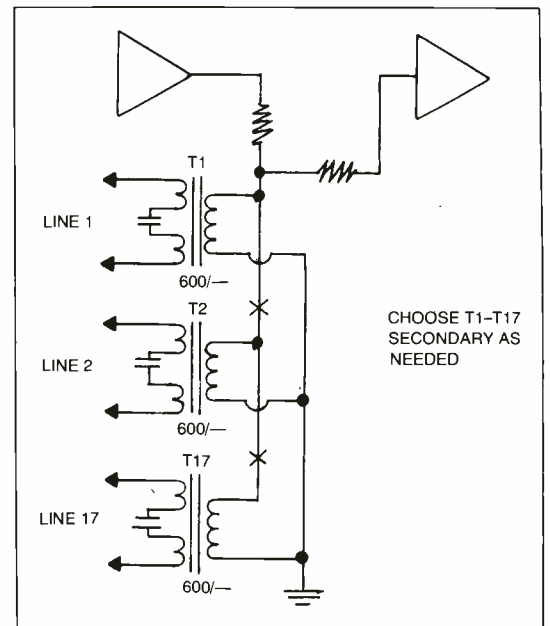 T1
LINE 1
600/—
T2
LINE 2
600/—
T17
LINE 17
600/—
CHOOSE T1–T17
SECONDARY AS
NEEDED